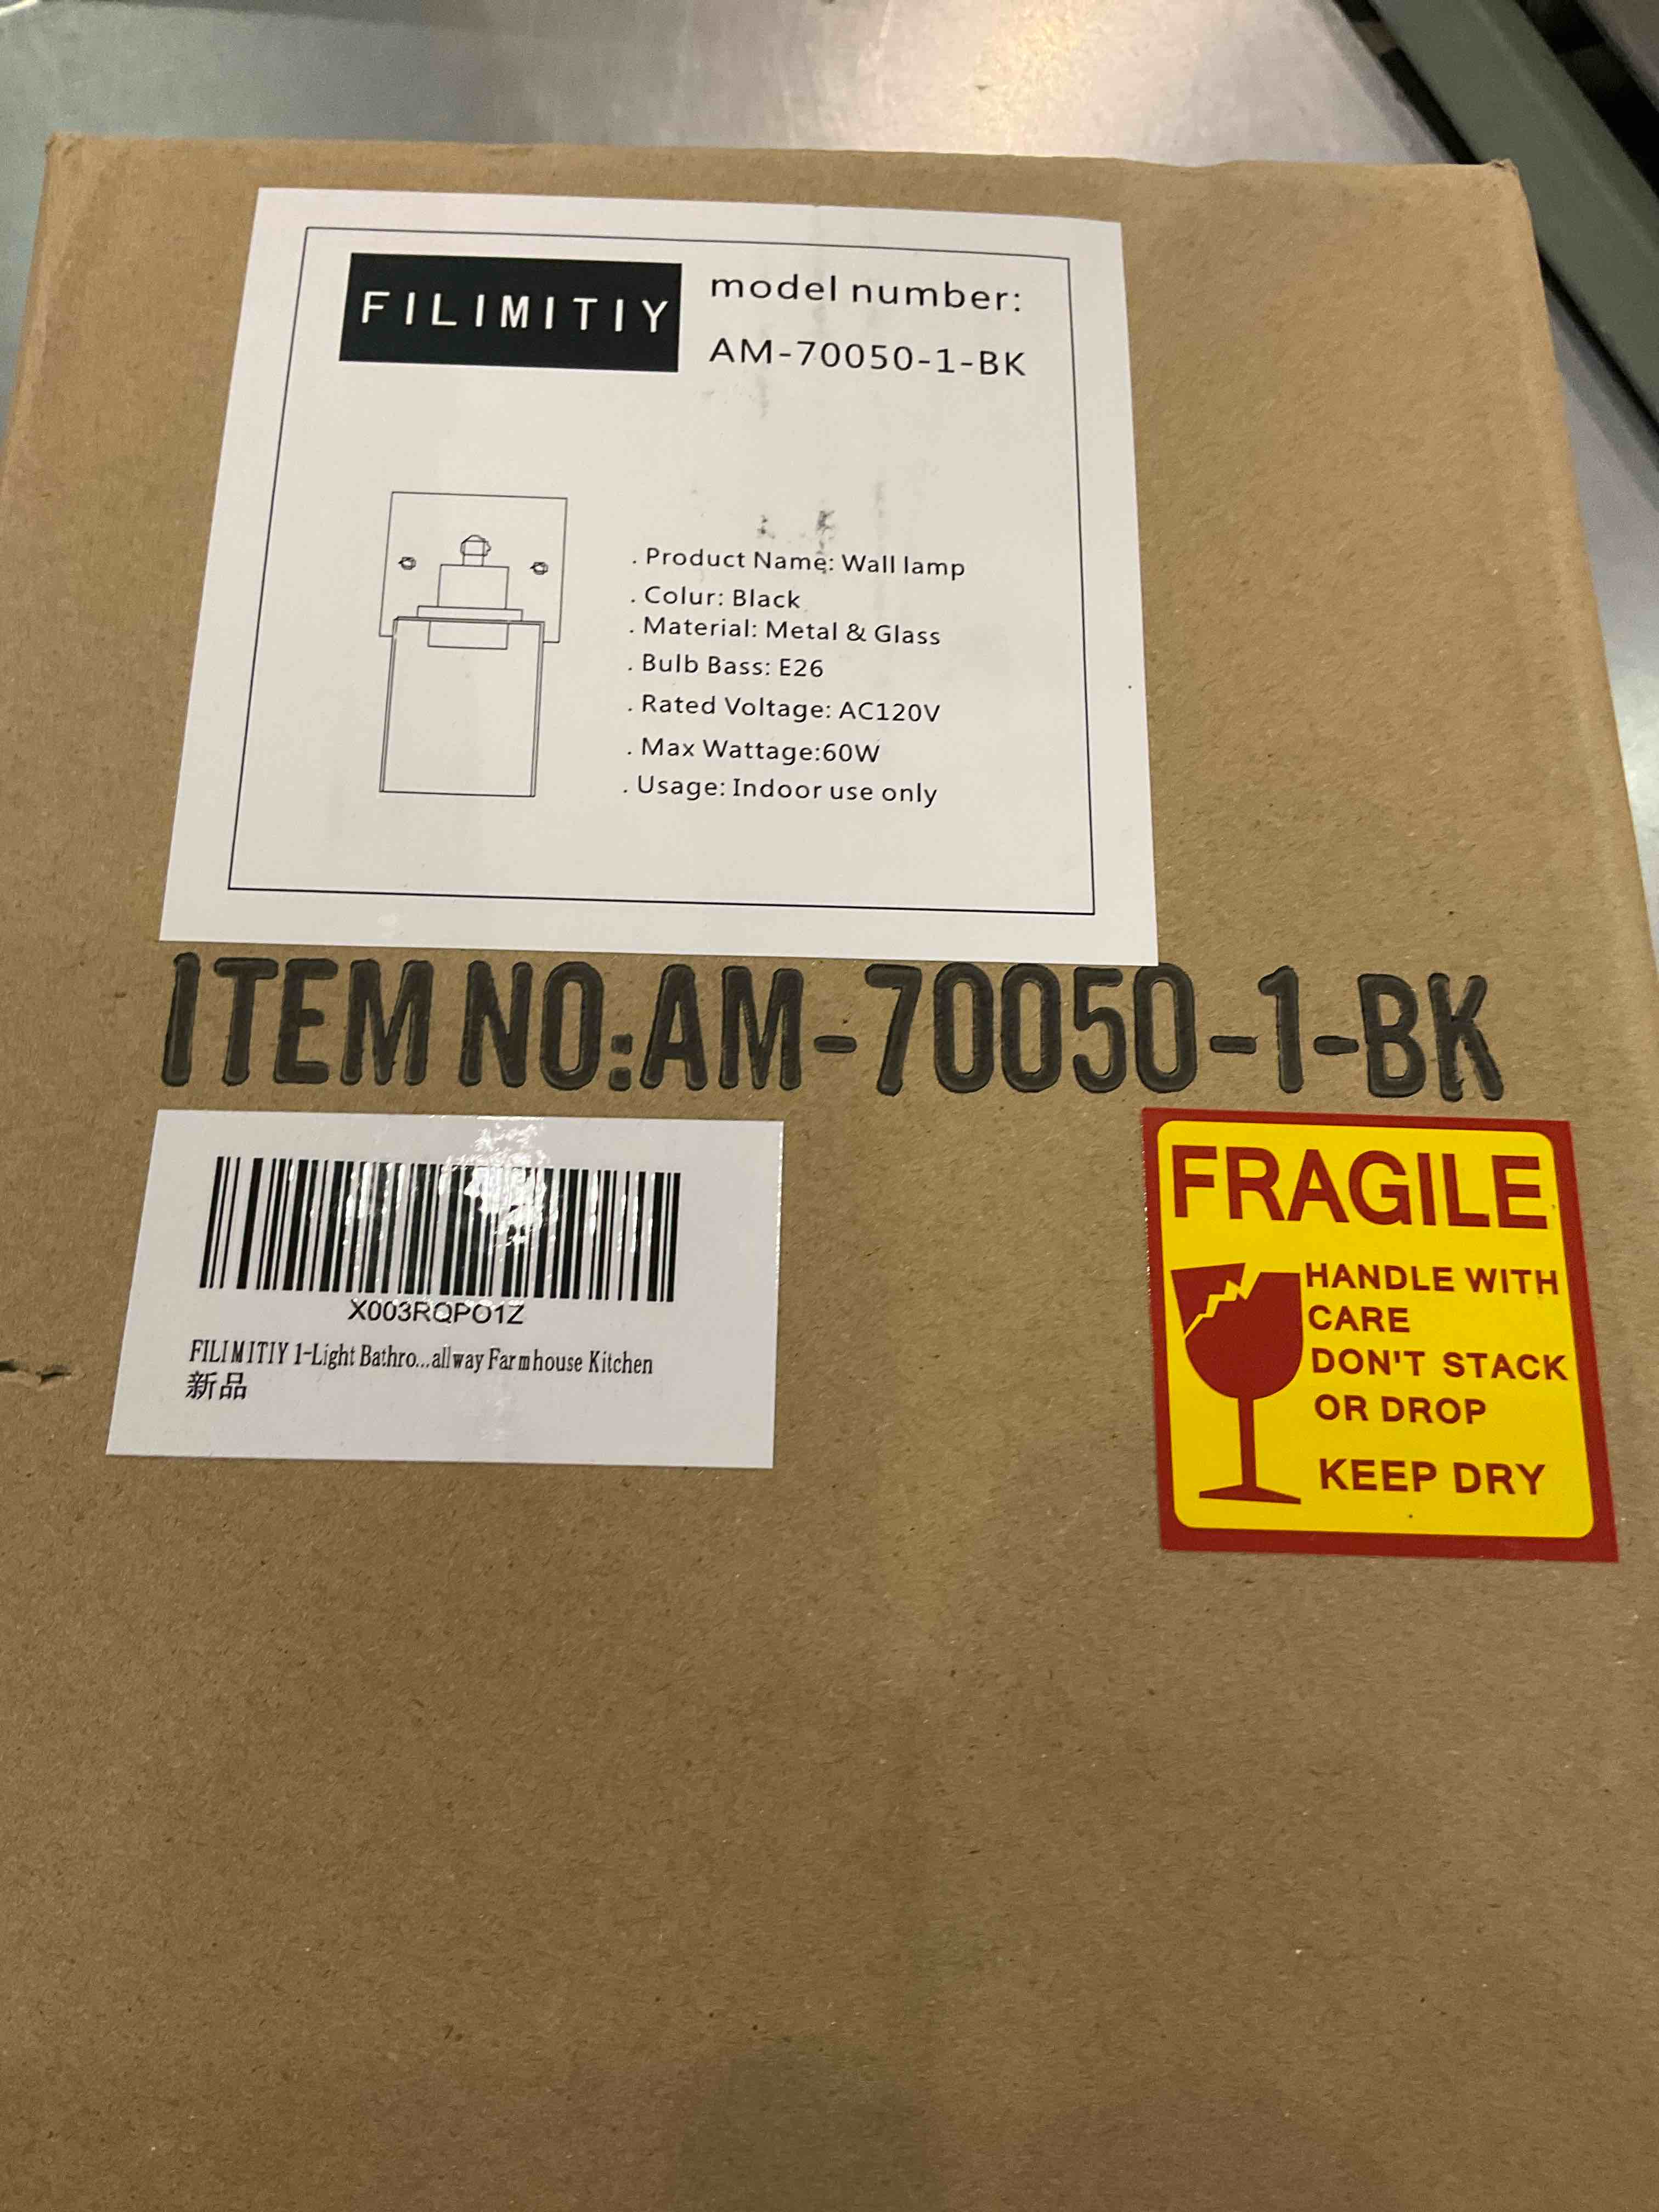 FILIMITIY
model number:
AM-70050-1-BK
. Product Name: Wall lamp
. Colur: Black
. Material: Metal & Glass
. Bulb Bass: E26
. Rated Voltage: AC120V
. Max Wattage:60W
. Usage: Indoor use only
ITEM NO:AM-70050-1-BK
X003RQPO1Z
FILIMITIY 1-Light Bathro...allway Farmhouse Kitchen
新品
FRAGILE
HANDLE WITH
CARE
DON'T STACK
OR DROP
KEEP DRY